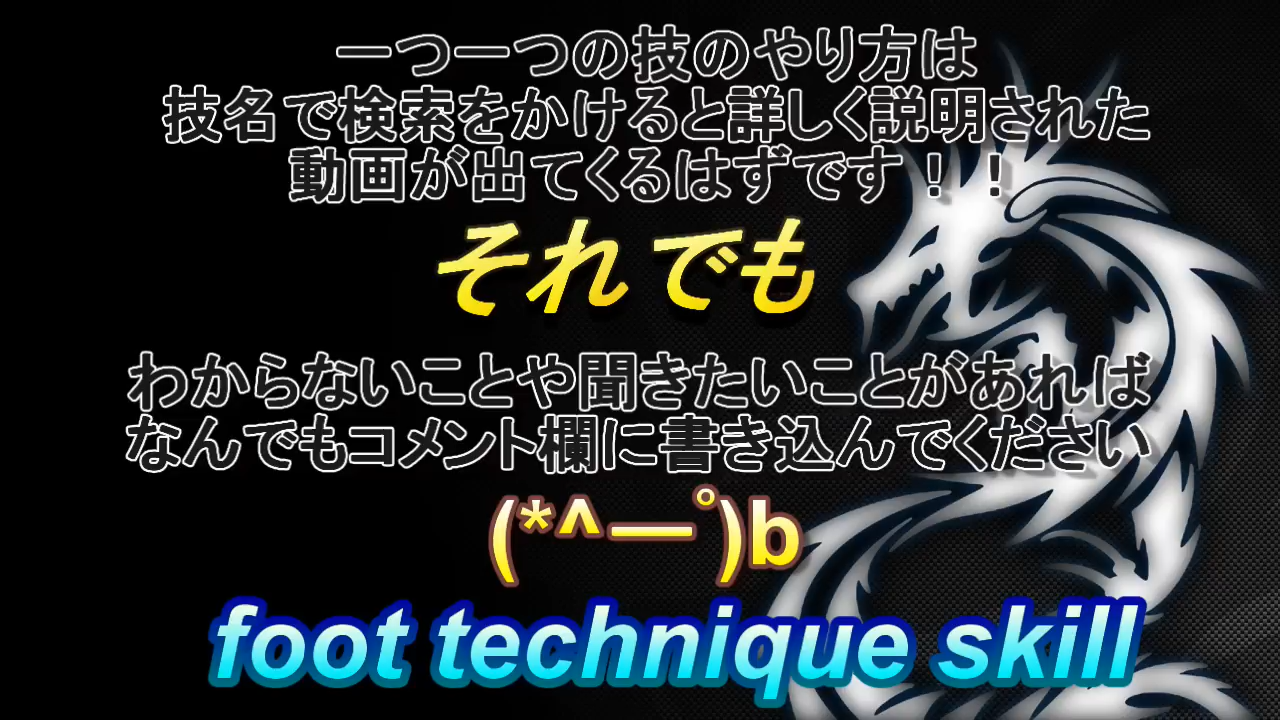 一つ一つの技のやり方は
技名で検索をかけると詳しく説明された
動画が出てくるはずです！！
それでも
わからないことや聞きたいことがあれば
なんでもコメント欄に書き込んでください
(*^ー゚)b
foot technique skill